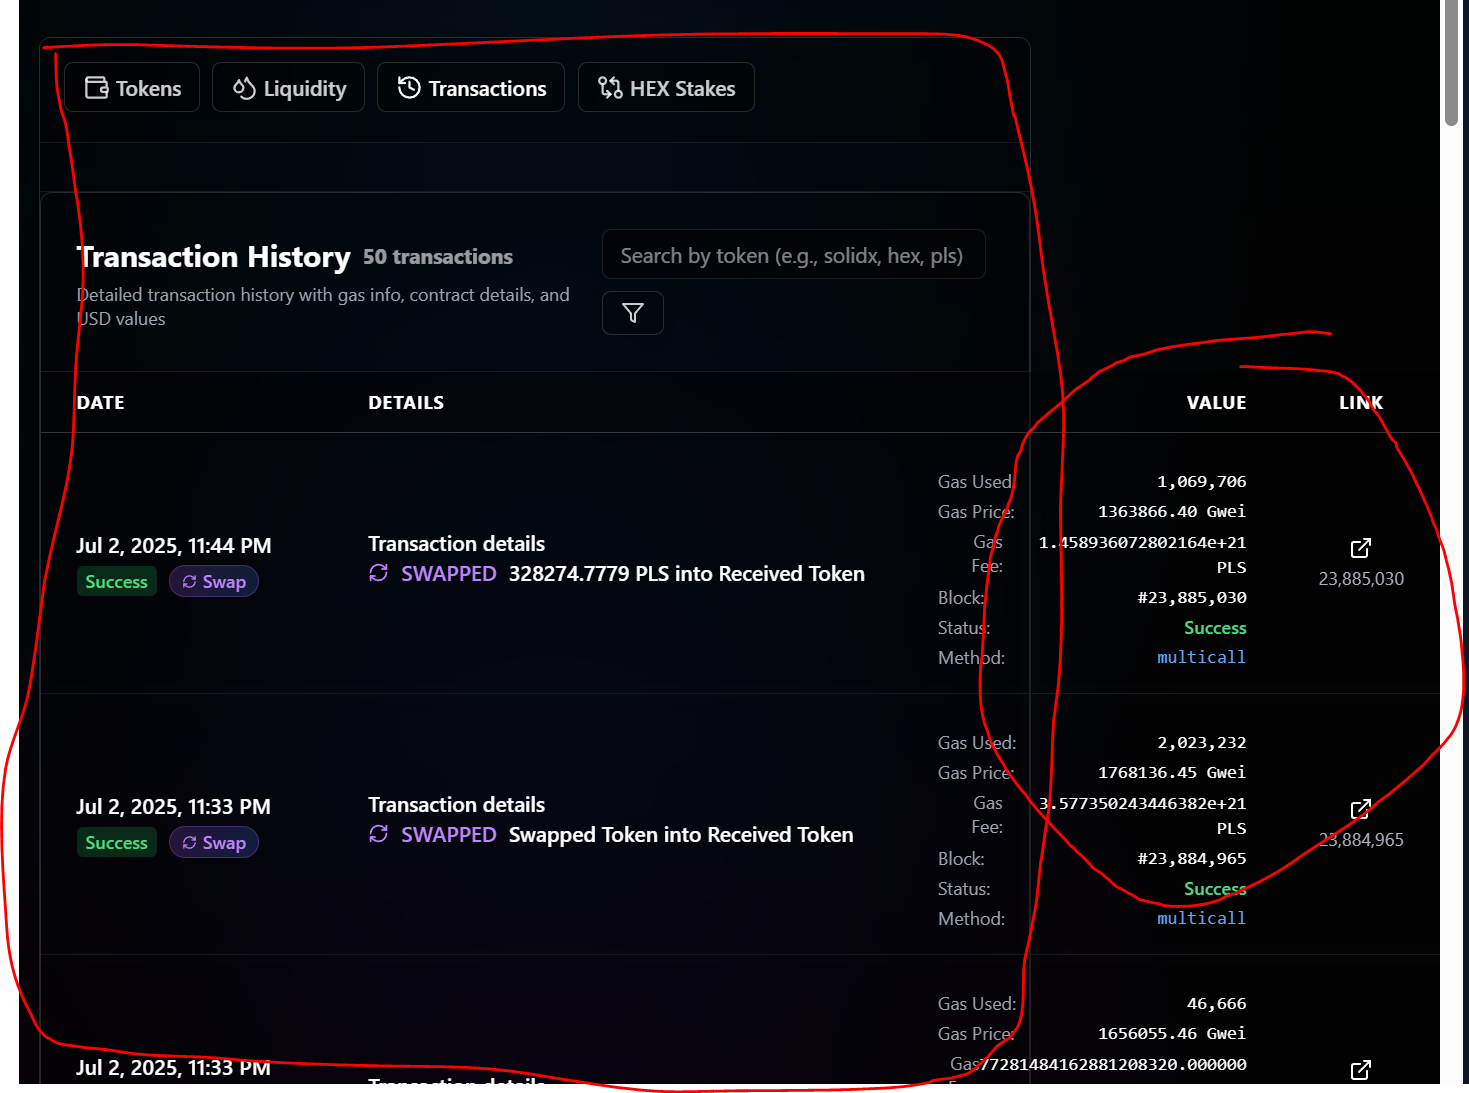 Tokens Liquidity Transactions HEX Stakes
Transaction History 50 transactions
Search by token (e.g., solidx, hex, pls)
Detailed transaction history with gas info, contract details, and
USD values
DATE DETAILS VALUE LINK
Jul 2, 2025, 11:44 PM
Success Swap
Transaction details
SWAPPED 328274.7779 PLS into Received Token
Gas Used: 1,069,706
Gas Price: 1363866.40 Gwei
Gas Fee: 1.458936072802164e+21 PLS
Block: #23,885,030
Status: Success
Method: multicall
23,885,030
Jul 2, 2025, 11:33 PM
Success Swap
Transaction details
SWAPPED Swapped Token into Received Token
Gas Used: 2,023,232
Gas Price: 1768136.45 Gwei
Gas Fee: 3.577350243446382e+21 PLS
Block: #23,884,965
Status: Success
Method: multicall
23,884,965
Jul 2, 2025, 11:33 PM
Transaction details
Gas Used: 46,666
Gas Price: 1656055.46 Gwei
Gas 77281484162881208320.000000